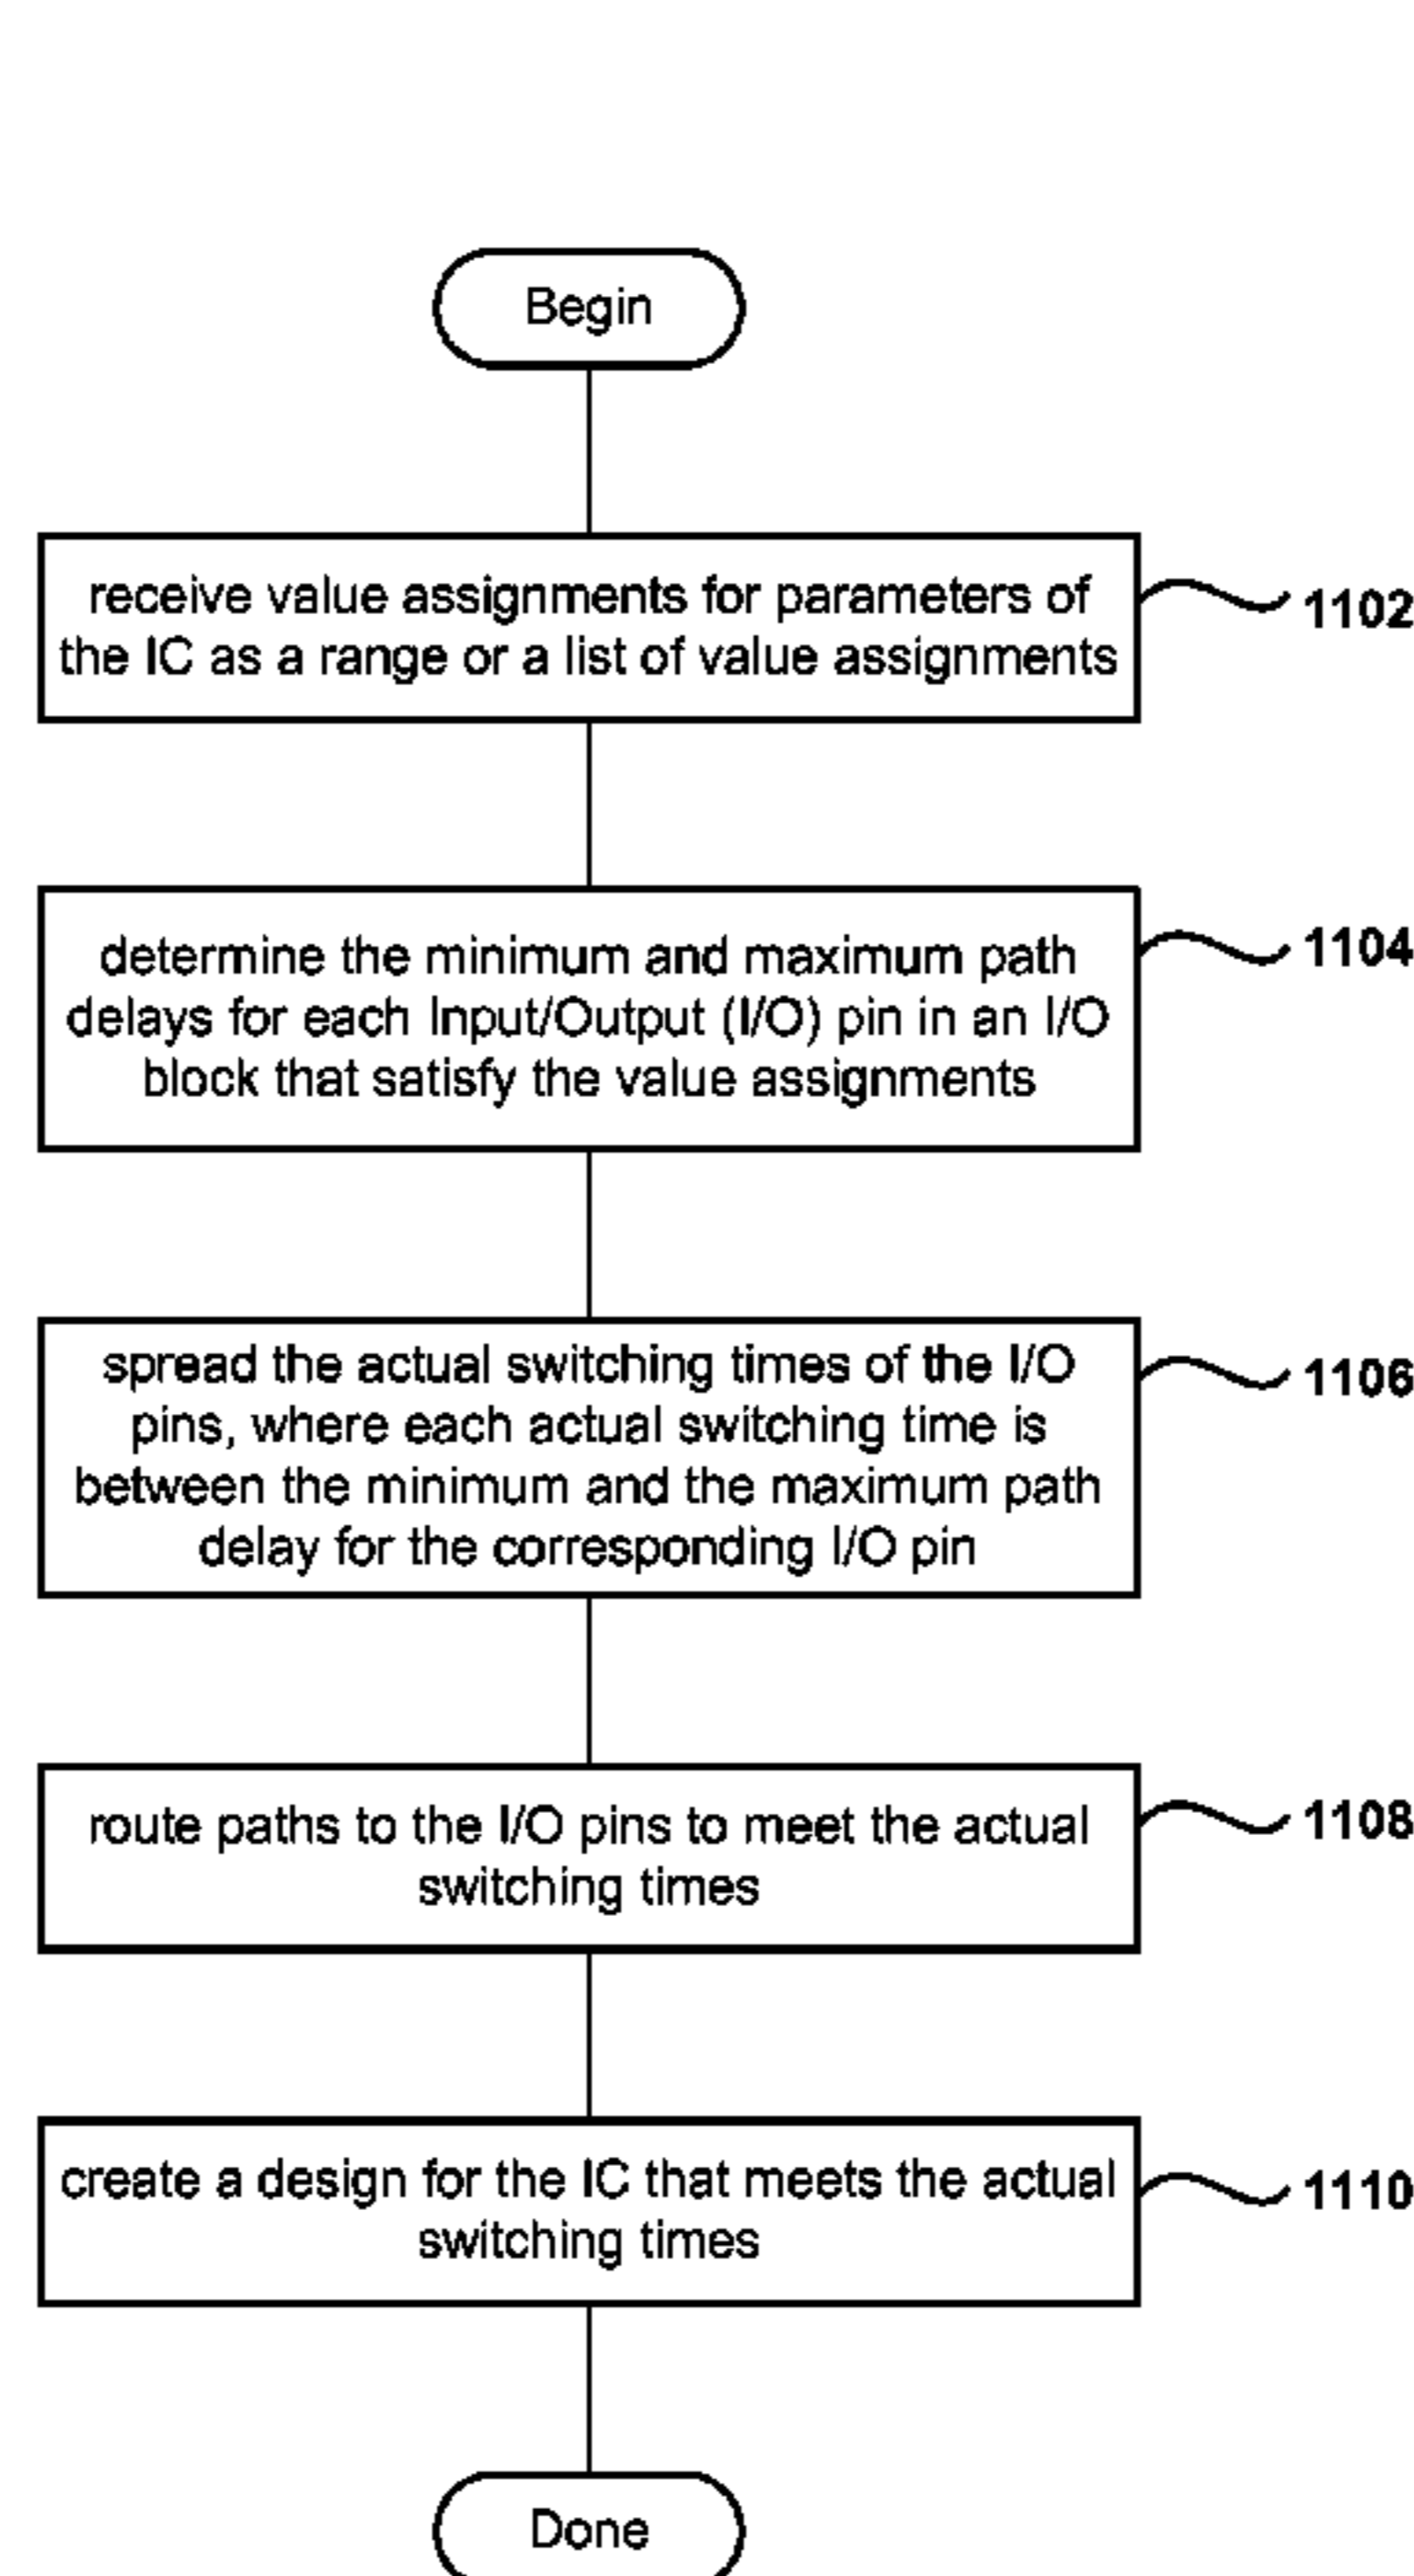 Begin
receive value assignments for parameters of
the IC as a range or a list of value assignments
1102
determine the minimum and maximum path
delays for each Input/Output (I/O) pin in an I/O
block that satisfy the value assignments
1104
spread the actual switching times of the I/O
pins, where each actual switching time is
between the minimum and the maximum path
delay for the corresponding I/O pin
1106
route paths to the I/O pins to meet the actual
switching times
1108
create a design for the IC that meets the actual
switching times
1110
Done